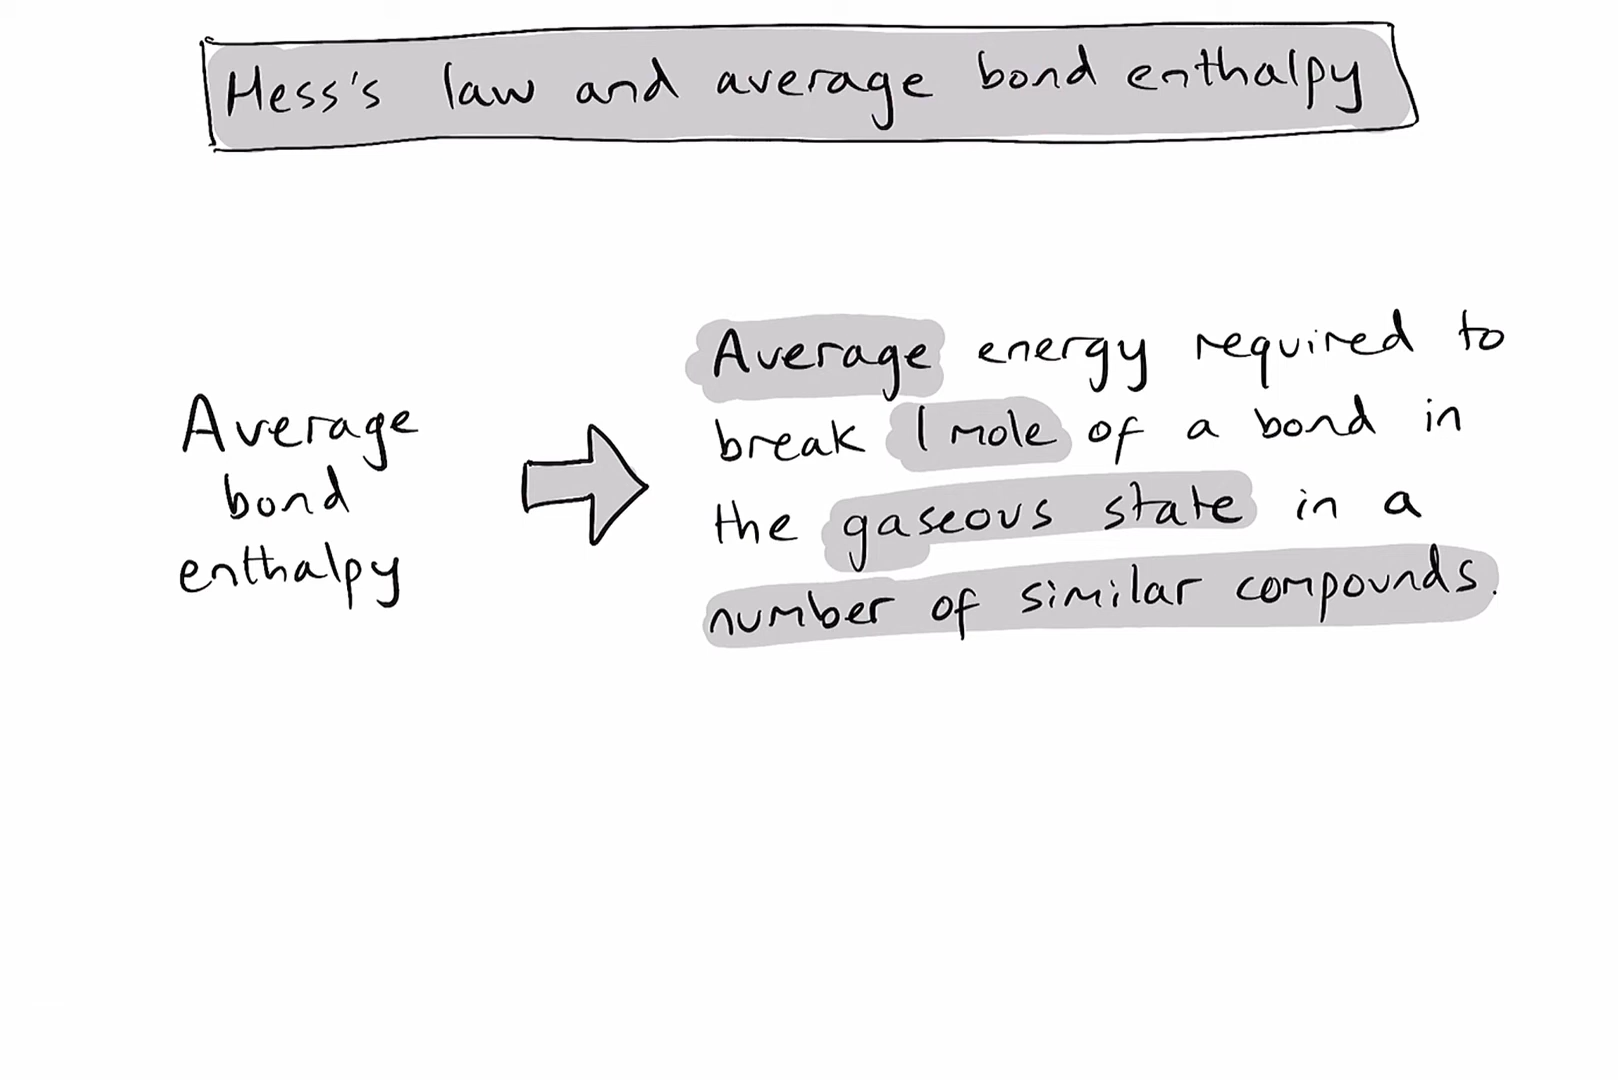 Hess's law and average bond enthalpy
Average
bond
enthalpy
Average energy required to
break 1 mole of a bond in
the gaseous state in a
number of similar compounds.